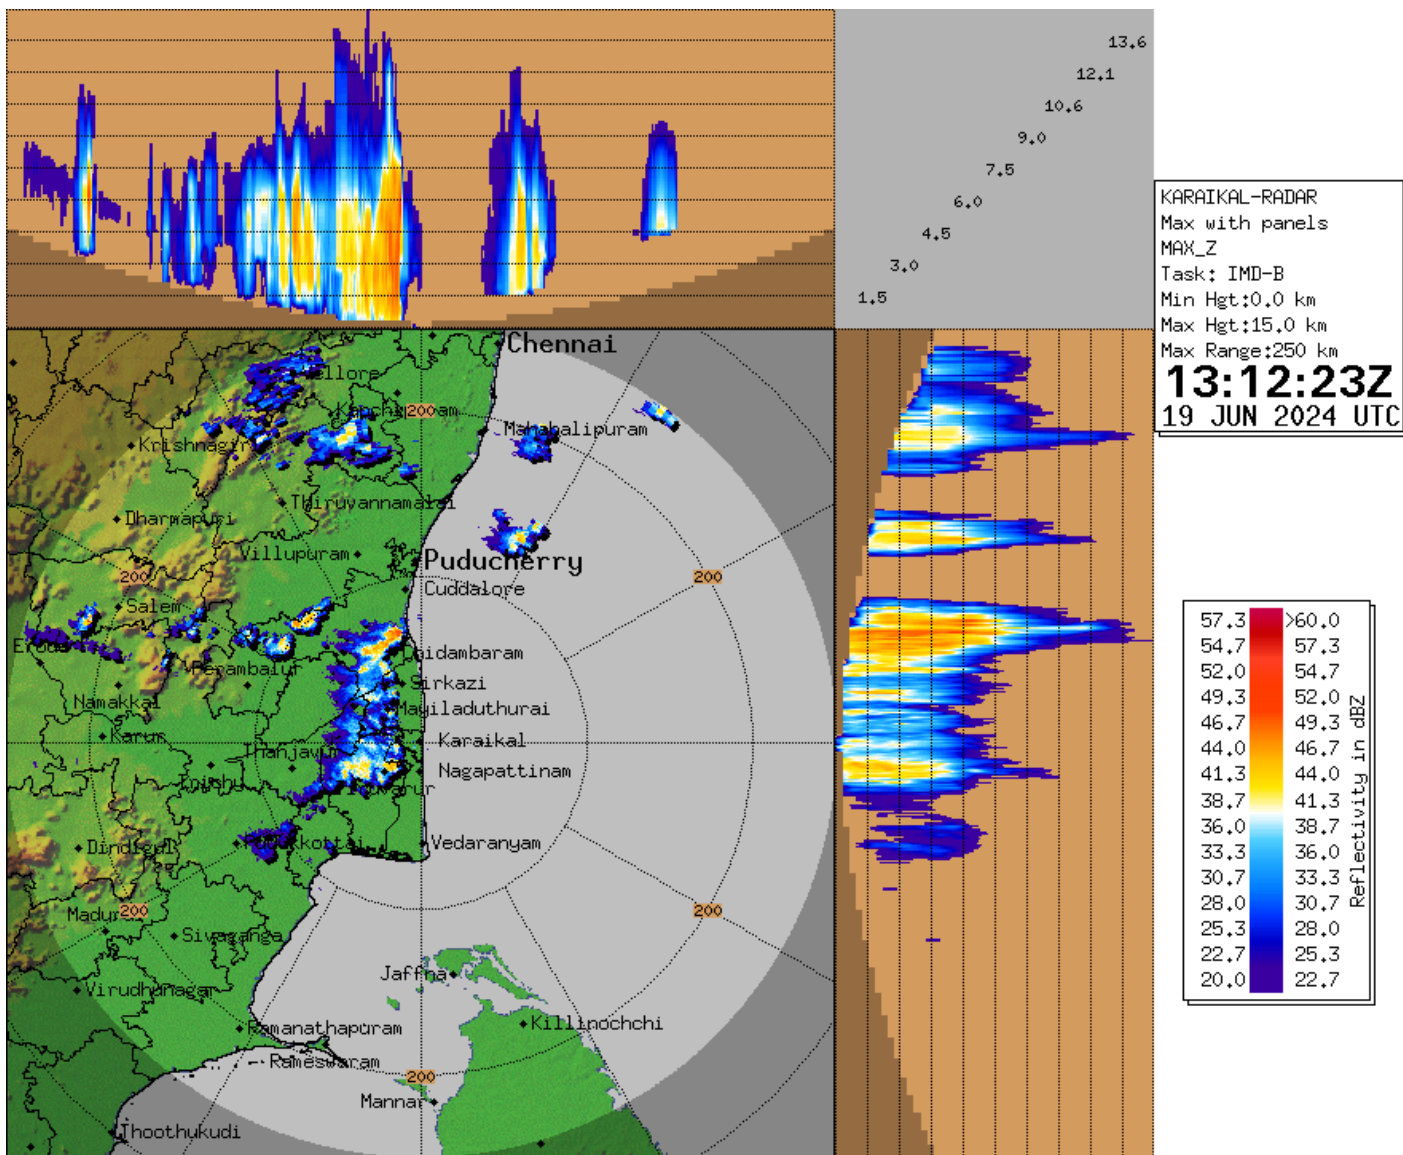 13.6
12.1
10.6
9.0
7.5
6.0
4.5
3.0
1.5
KARAIKAL-RADAR
Max with panels
MAX_Z
Task: IMD-B
Min Hgt:0.0 km
Max Hgt:15.0 km
Max Range:250 km
13:12:23Z
19 JUN 2024 UTC
Chennai
200
Mahabalipuram
Krishnagiri
Thiruvannamalai
Dharmapuri
Villupuram
Puducherry
200
200
Cuddalore
Salem
Erode
Perambalur
Sirkazi
Namakkal
Mayiladuthurai
Karur
Karaikal
Thanjavur
Nagapattinam
Dindigul
Vedaranyam
200
200
Sivaganga
Jaffna
Virudhunagar
Killinochchi
Ramanathapuram
Rameswaram
200
Mannar
Thoothukudi
57.3 >60.0
54.7 57.3
52.0 54.7
49.3 52.0
46.7 49.3
44.0 46.7
41.3 44.0
38.7 41.3
36.0 38.7
33.3 36.0
30.7 33.3
28.0 30.7
25.3 28.0
22.7 25.3
20.0 22.7
Reflectivity in dBZ